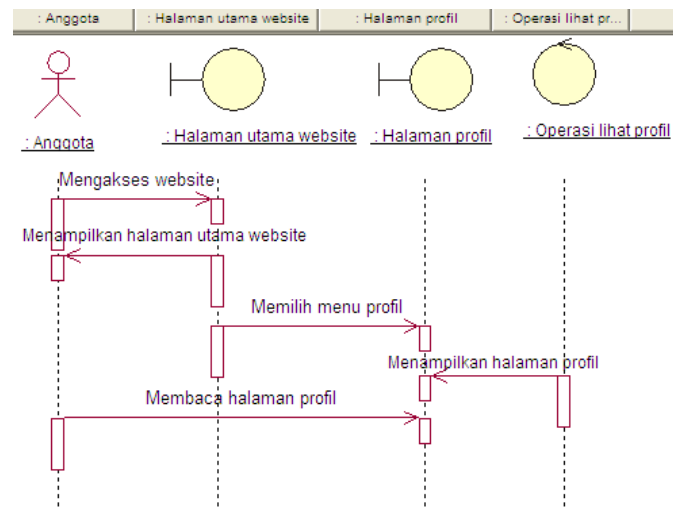 : Anggota
: Halaman utama website
: Halaman profil
: Operasi lihat pr...
: Anggota
: Halaman utama website
: Halaman profil
: Operasi lihat profil
Mengakses website
Menampilkan halaman utama website
Memilih menu profil
Menampilkan halaman profil
Membaca halaman profil